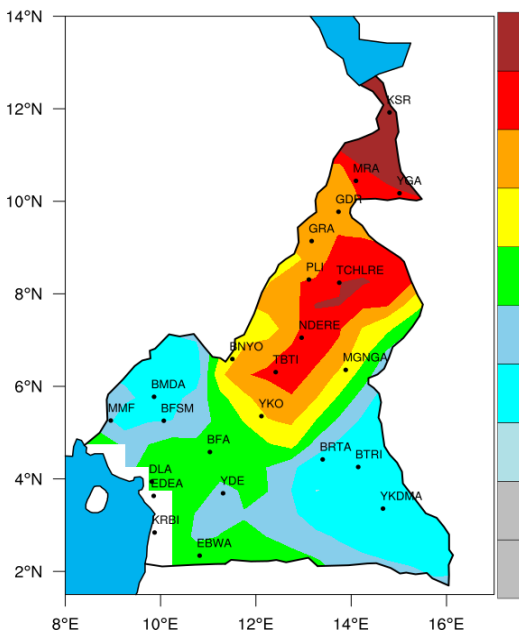 14°N
12°N
KSR
MRA
YGA
10°N
GDR
GRA
PLI
TCHLRE
8°N
NDERE
BNYO
TBTI
MGNGA
6°N
BMDA
YKO
MMF
BFSM
BFA
BRTA
BTRI
4°N
DLA
EDEA
YDE
YKDMA
KRBI
EBWA
2°N
8°E
10°E
12°E
14°E
16°E